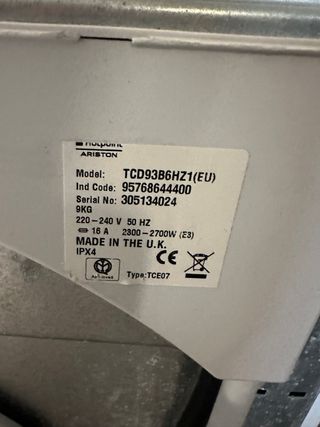 Hotpoint
ARISTON
Model: TCD93B6HZ1(EU)
Ind Code: 95768644400
Serial No: 305134024
9KG
220-240 V 50 HZ
16 A 2300-2700W (E3)
MADE IN THE U.K.
IPX4
CE
Type:TCE07